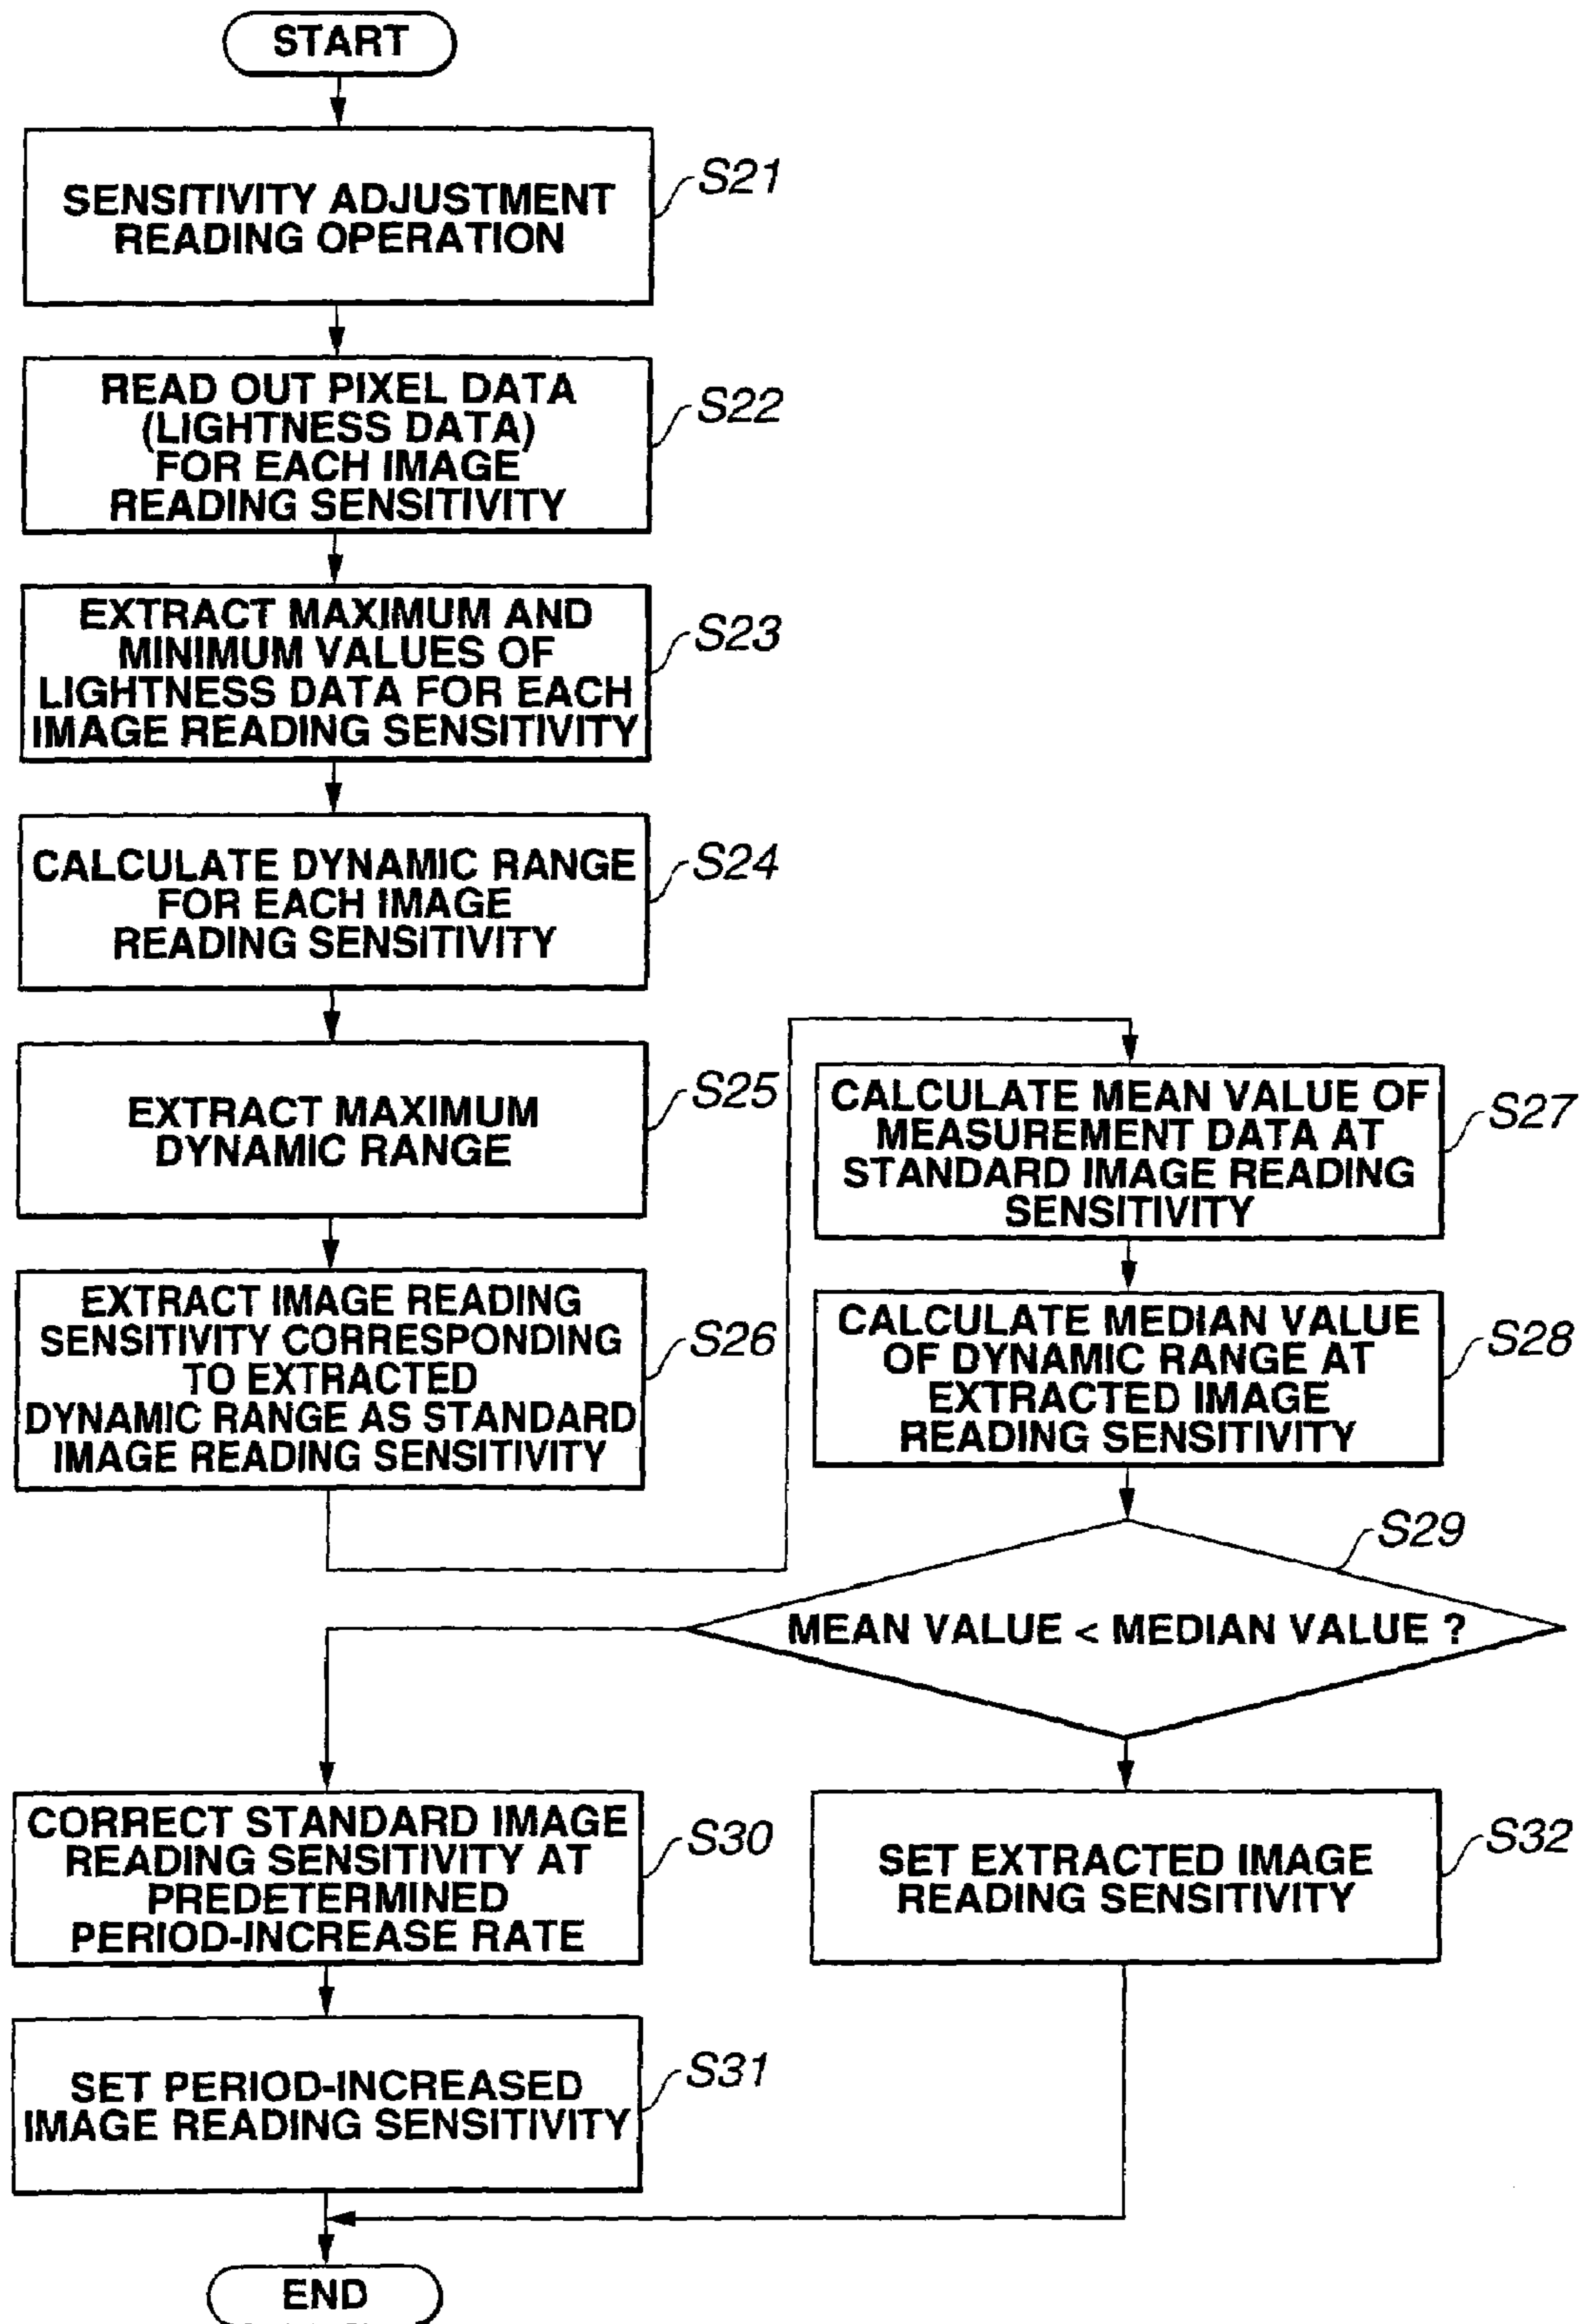 START
SENSITIVITY ADJUSTMENT
READING OPERATION
S21
READ OUT PIXEL DATA
(LIGHTNESS DATA)
FOR EACH IMAGE
READING SENSITIVITY
S22
EXTRACT MAXIMUM AND
MINIMUM VALUES OF
LIGHTNESS DATA FOR EACH
IMAGE READING SENSITIVITY
S23
CALCULATE DYNAMIC RANGE
FOR EACH IMAGE
READING SENSITIVITY
S24
EXTRACT MAXIMUM
DYNAMIC RANGE
S25
EXTRACT IMAGE READING
SENSITIVITY CORRESPONDING
TO EXTRACTED
DYNAMIC RANGE AS STANDARD
IMAGE READING SENSITIVITY
S26
CALCULATE MEAN VALUE OF
MEASUREMENT DATA AT
STANDARD IMAGE READING
SENSITIVITY
S27
CALCULATE MEDIAN VALUE
OF DYNAMIC RANGE AT
EXTRACTED IMAGE
READING SENSITIVITY
S28
S29
MEAN VALUE < MEDIAN VALUE ?
CORRECT STANDARD IMAGE
READING SENSITIVITY AT
PREDETERMINED
PERIOD-INCREASE RATE
S30
SET PERIOD-INCREASED
IMAGE READING SENSITIVITY
S31
SET EXTRACTED IMAGE
READING SENSITIVITY
S32
END